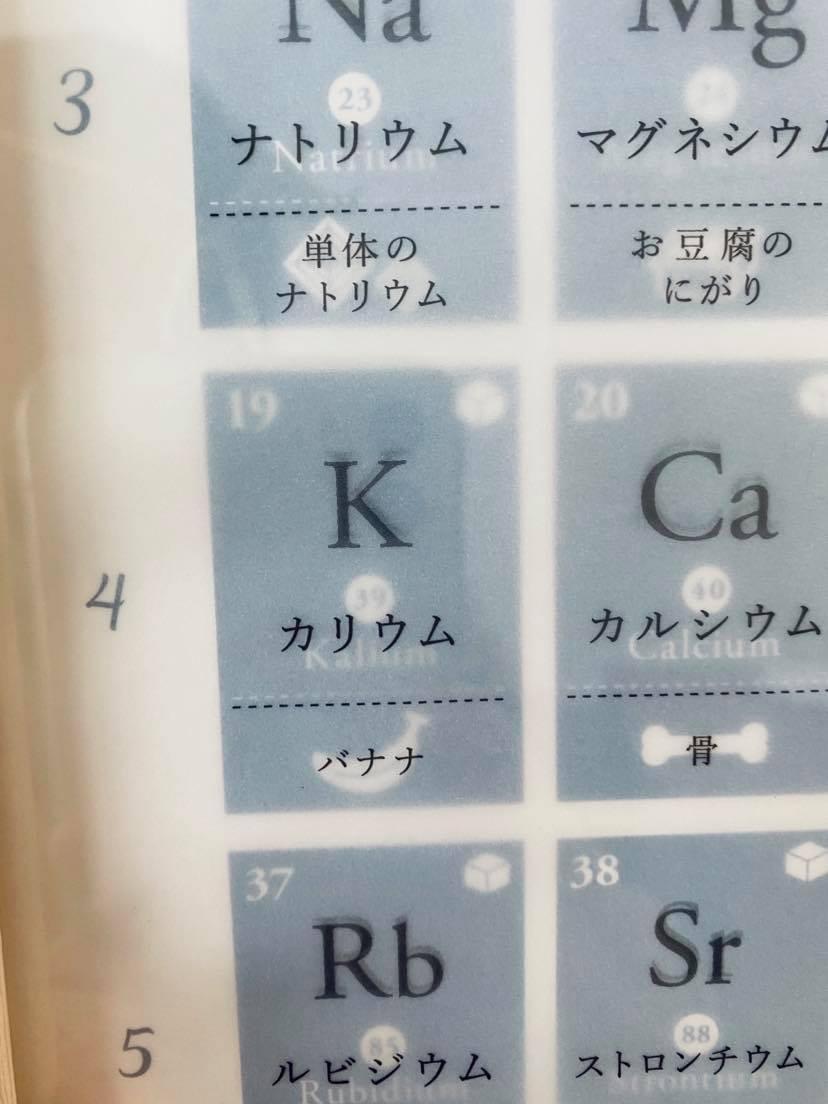 3
Na
Mg
23
ナトリウム
マグネシウム
Natrium
単体の
ナトリウム
お豆腐の
にがり
19
20
K
Ca
4
39
40
カリウム
カルシウム
Kalium
Calcium
バナナ
骨
37
38
Rb
Sr
5
85
88
ルビジウム
ストロンチウム
Rubidium
Strontium